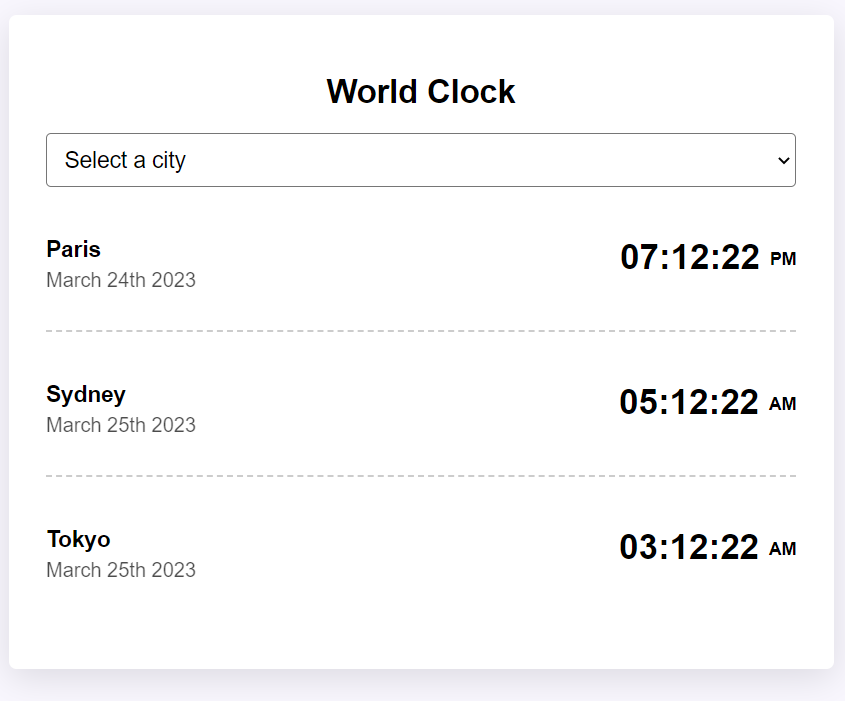 World Clock
Select a city
Paris
07:12:22 PM
March 24th 2023
Sydney
05:12:22 AM
March 25th 2023
Tokyo
03:12:22 AM
March 25th 2023